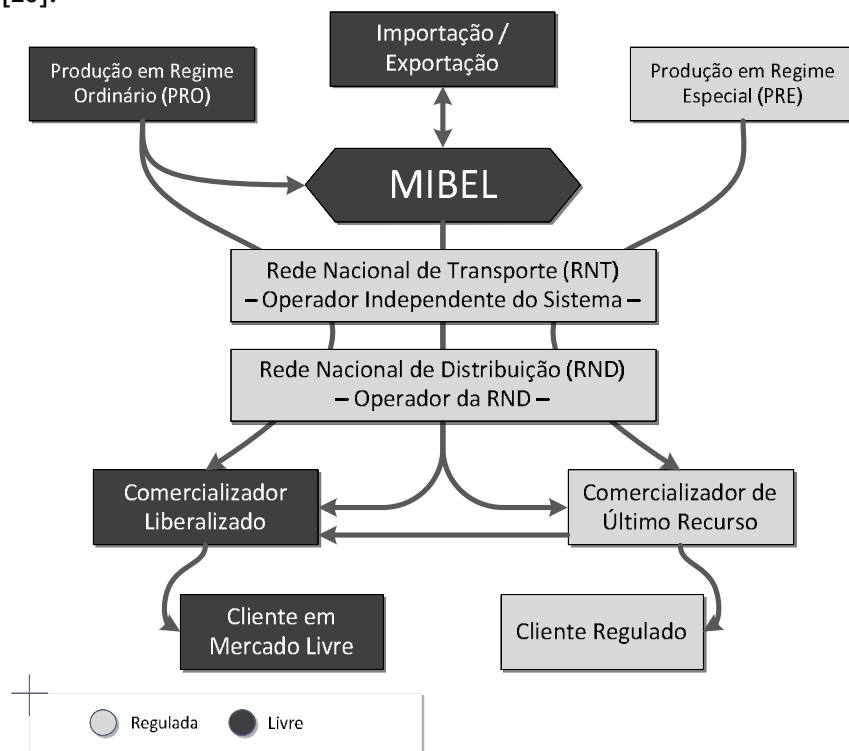 Importação /
Exportação
Produção em Regime
Ordinário (PRO)
Produção em Regime
Especial (PRE)
MIBEL
Rede Nacional de Transporte (RNT)
– Operador Independente do Sistema –
Rede Nacional de Distribuição (RND)
– Operador da RND –
Comercializador
Liberalizado
Comercializador de
Último Recurso
Cliente em
Mercado Livre
Cliente Regulado
Regulada
Livre